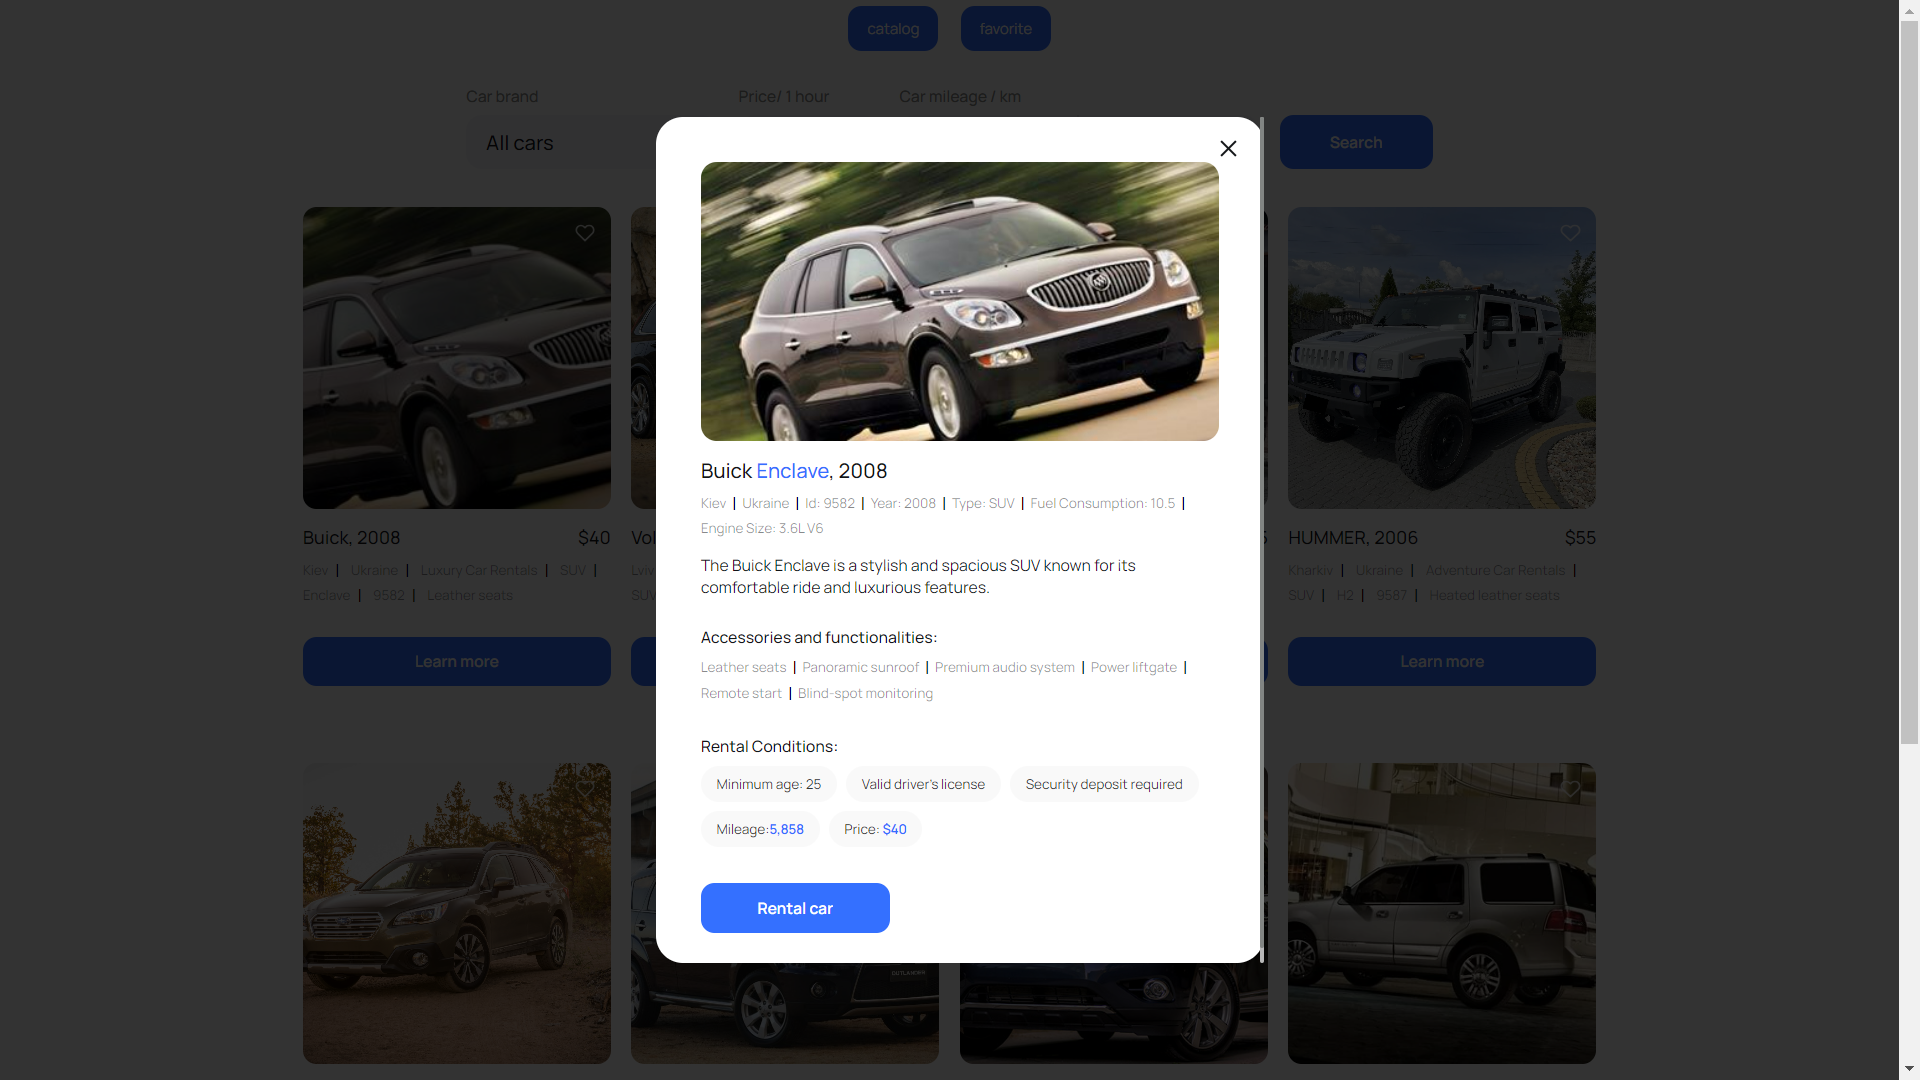 catalog favorite
Car brand Price/ 1 hour Car mileage / km
All cars Search
Buick Enclave, 2008
Kiev | Ukraine | Id: 9582 | Year: 2008 | Type: SUV | Fuel Consumption: 10.5 |
Engine Size: 3.6L V6
The Buick Enclave is a stylish and spacious SUV known for its
comfortable ride and luxurious features.
Accessories and functionalities:
Leather seats | Panoramic sunroof | Premium audio system | Power liftgate |
Remote start | Blind-spot monitoring
Rental Conditions:
Minimum age: 25 Valid driver's license Security deposit required
Mileage:5,858 Price: $40
Rental car
Buick, 2008 $40
Kiev | Ukraine | Luxury Car Rentals | SUV |
Enclave | 9582 | Leather seats
Learn more
Vol
Lviv
SUV
5
HUMMER, 2006 $55
Kharkiv | Ukraine | Adventure Car Rentals |
SUV | H2 | 9587 | Heated leather seats
Learn more
OUTLANDER